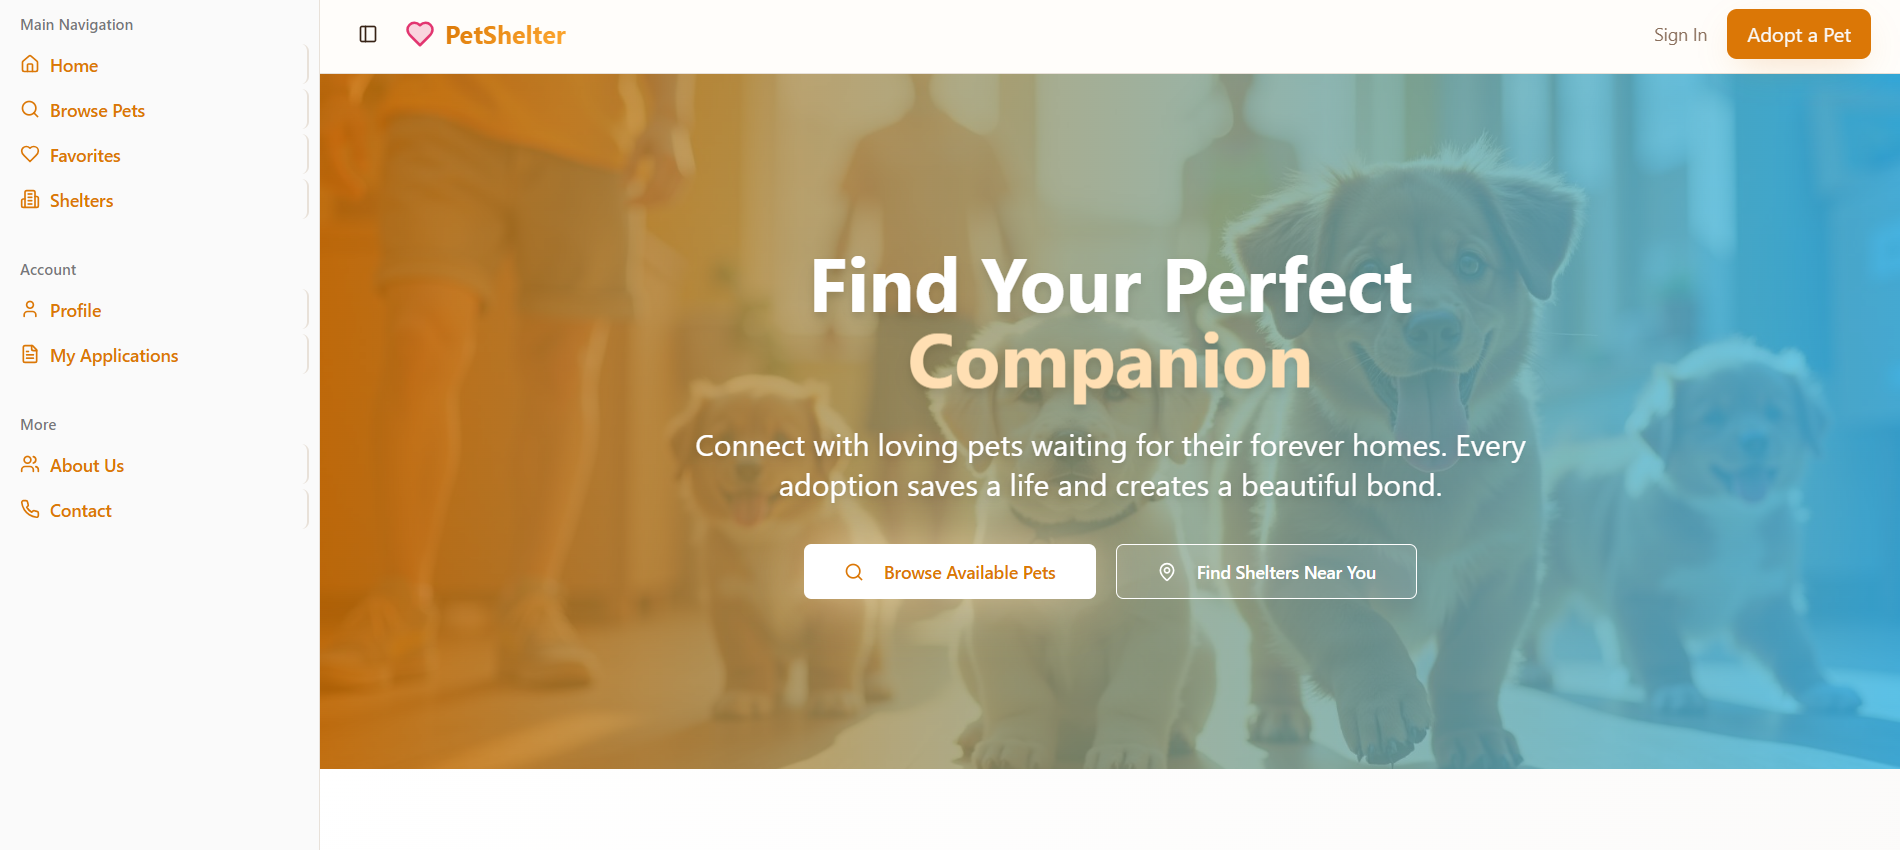 Main Navigation
Home
Browse Pets
Favorites
Shelters
Account
Profile
My Applications
More
About Us
Contact
PetShelter
Sign In
Adopt a Pet
Find Your Perfect
Companion
Connect with loving pets waiting for their forever homes. Every
adoption saves a life and creates a beautiful bond.
Browse Available Pets
Find Shelters Near You